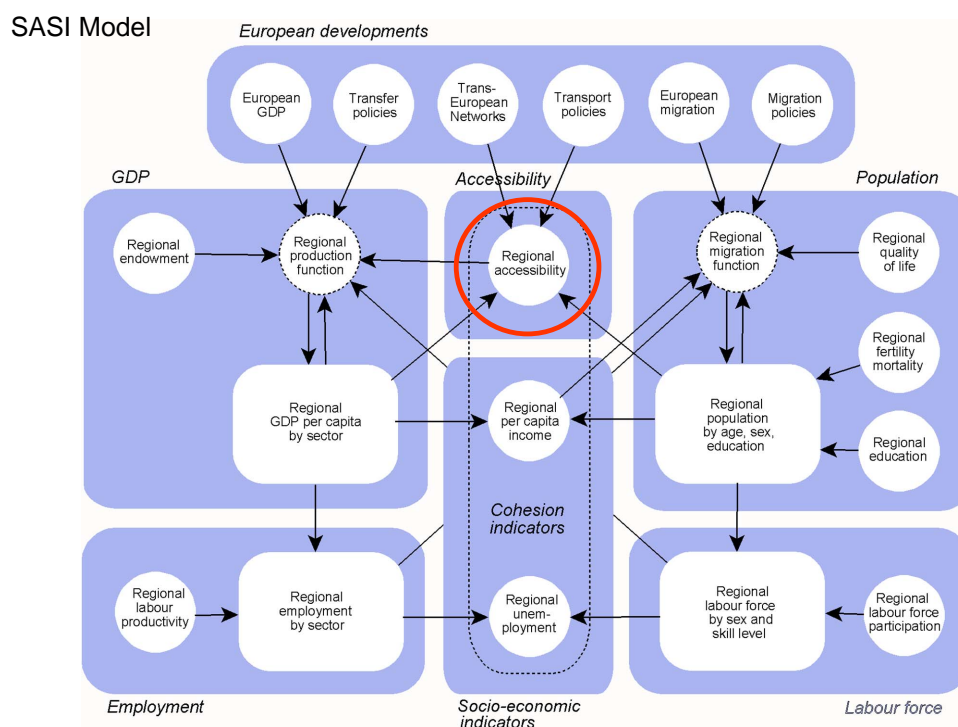 SASI Model
European developments
European
GDP
Transfer
policies
Trans-
European
Networks
Transport
policies
European
migration
Migration
policies
GDP
Accessibility
Population
Regional
endowment
Regional
production
function
Regional
accessibility
Regional
migration
function
Regional
quality
of life
Regional
fertility
mortality
Regional
GDP per capita
by sector
Regional
per capita
income
Regional
population
by age, sex,
education
Regional
education
Cohesion
indicators
Regional
labour
productivity
Regional
employment
by sector
Regional
unem-
ployment
Regional
labour force
by sex and
skill level
Regional
labour force
participation
Employment
Socio-economic
indicators
Labour force